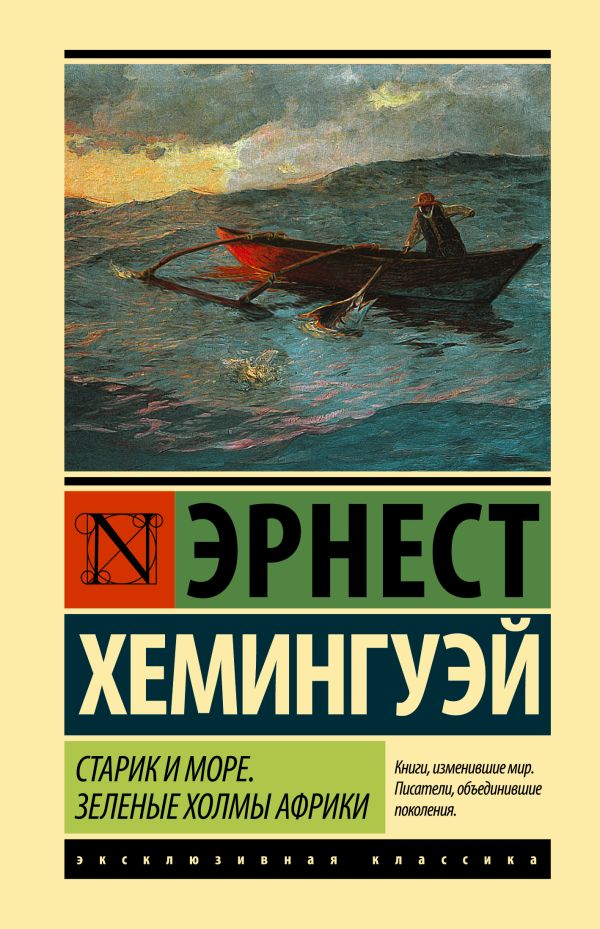 N
ЭРНЕСТ
ХЕМИНГУЭЙ
СТАРИК И МОРЕ.
ЗЕЛЕНЫЕ ХОЛМЫ АФРИКИ
Книги, изменившие мир.
Писатели, объединившие
поколения.
эксклюзивная классика